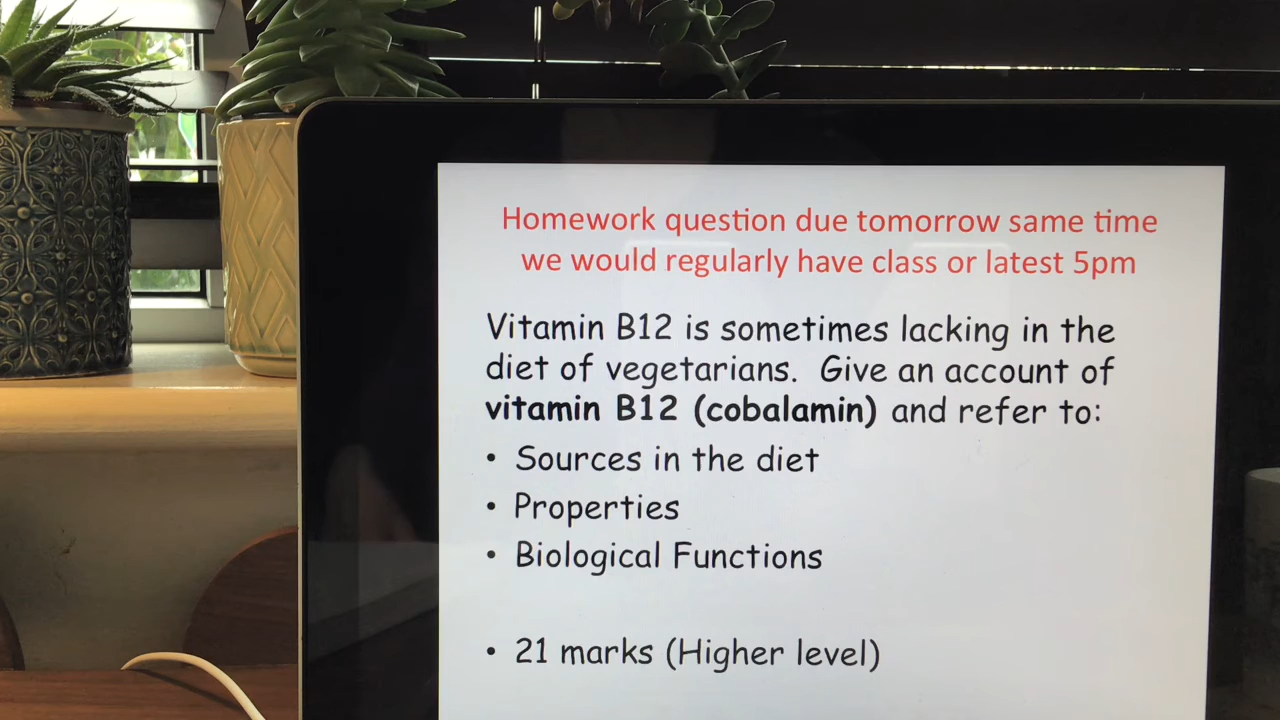 Homework question due tomorrow same time
we would regularly have class or latest 5pm
Vitamin B12 is sometimes lacking in the
diet of vegetarians.  Give an account of
vitamin B12 (cobalamin) and refer to:
• Sources in the diet
• Properties
• Biological Functions
• 21 marks (Higher level)